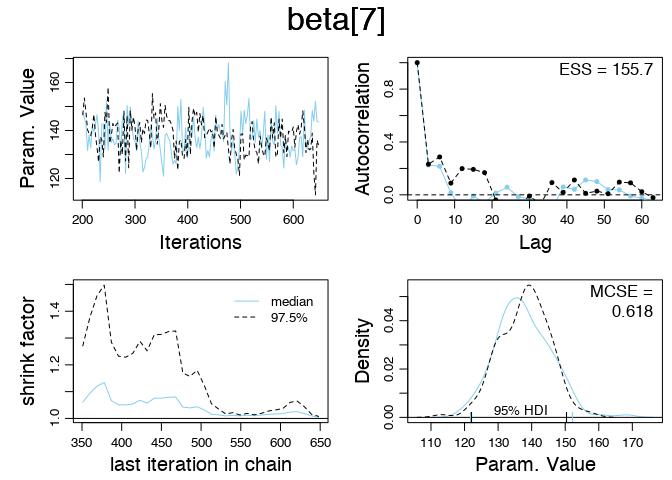 beta[7]
Param. Value
120 140 160
200 300 400 500 600
Iterations
Autocorrelation
0.0 0.4 0.8
ESS = 155.7
0 10 20 30 40 50 60
Lag
shrink factor
1.0 1.2 1.4
median
97.5%
350 400 450 500 550 600 650
last iteration in chain
Density
0.00 0.02 0.04
MCSE =
0.618
95% HDI
110 120 130 140 150 160 170
Param. Value